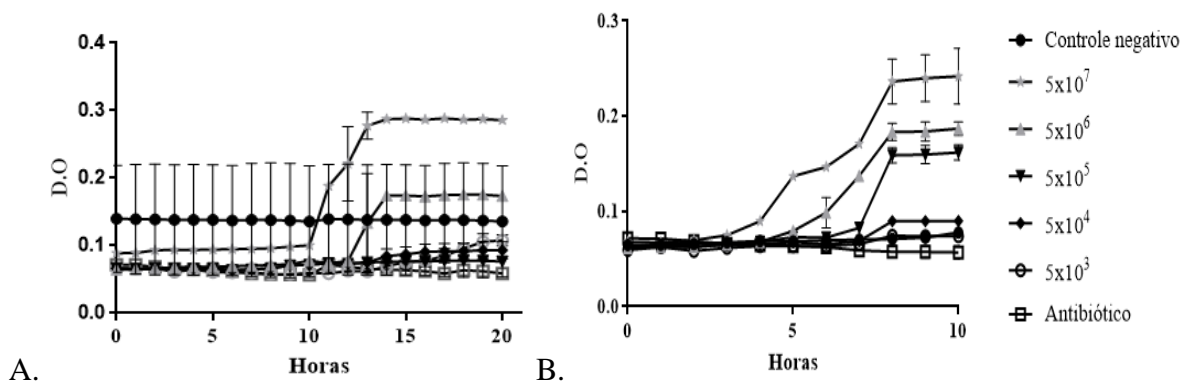 0.4
0.3
0.2
0.1
0.0
D.O
0
5
10
15
20
Horas
A.
0.3
0.2
0.1
0.0
D.O
0
5
10
Horas
B.
Controle negativo
5x10⁷
5x10⁶
5x10⁵
5x10⁴
5x10³
Antibiótico